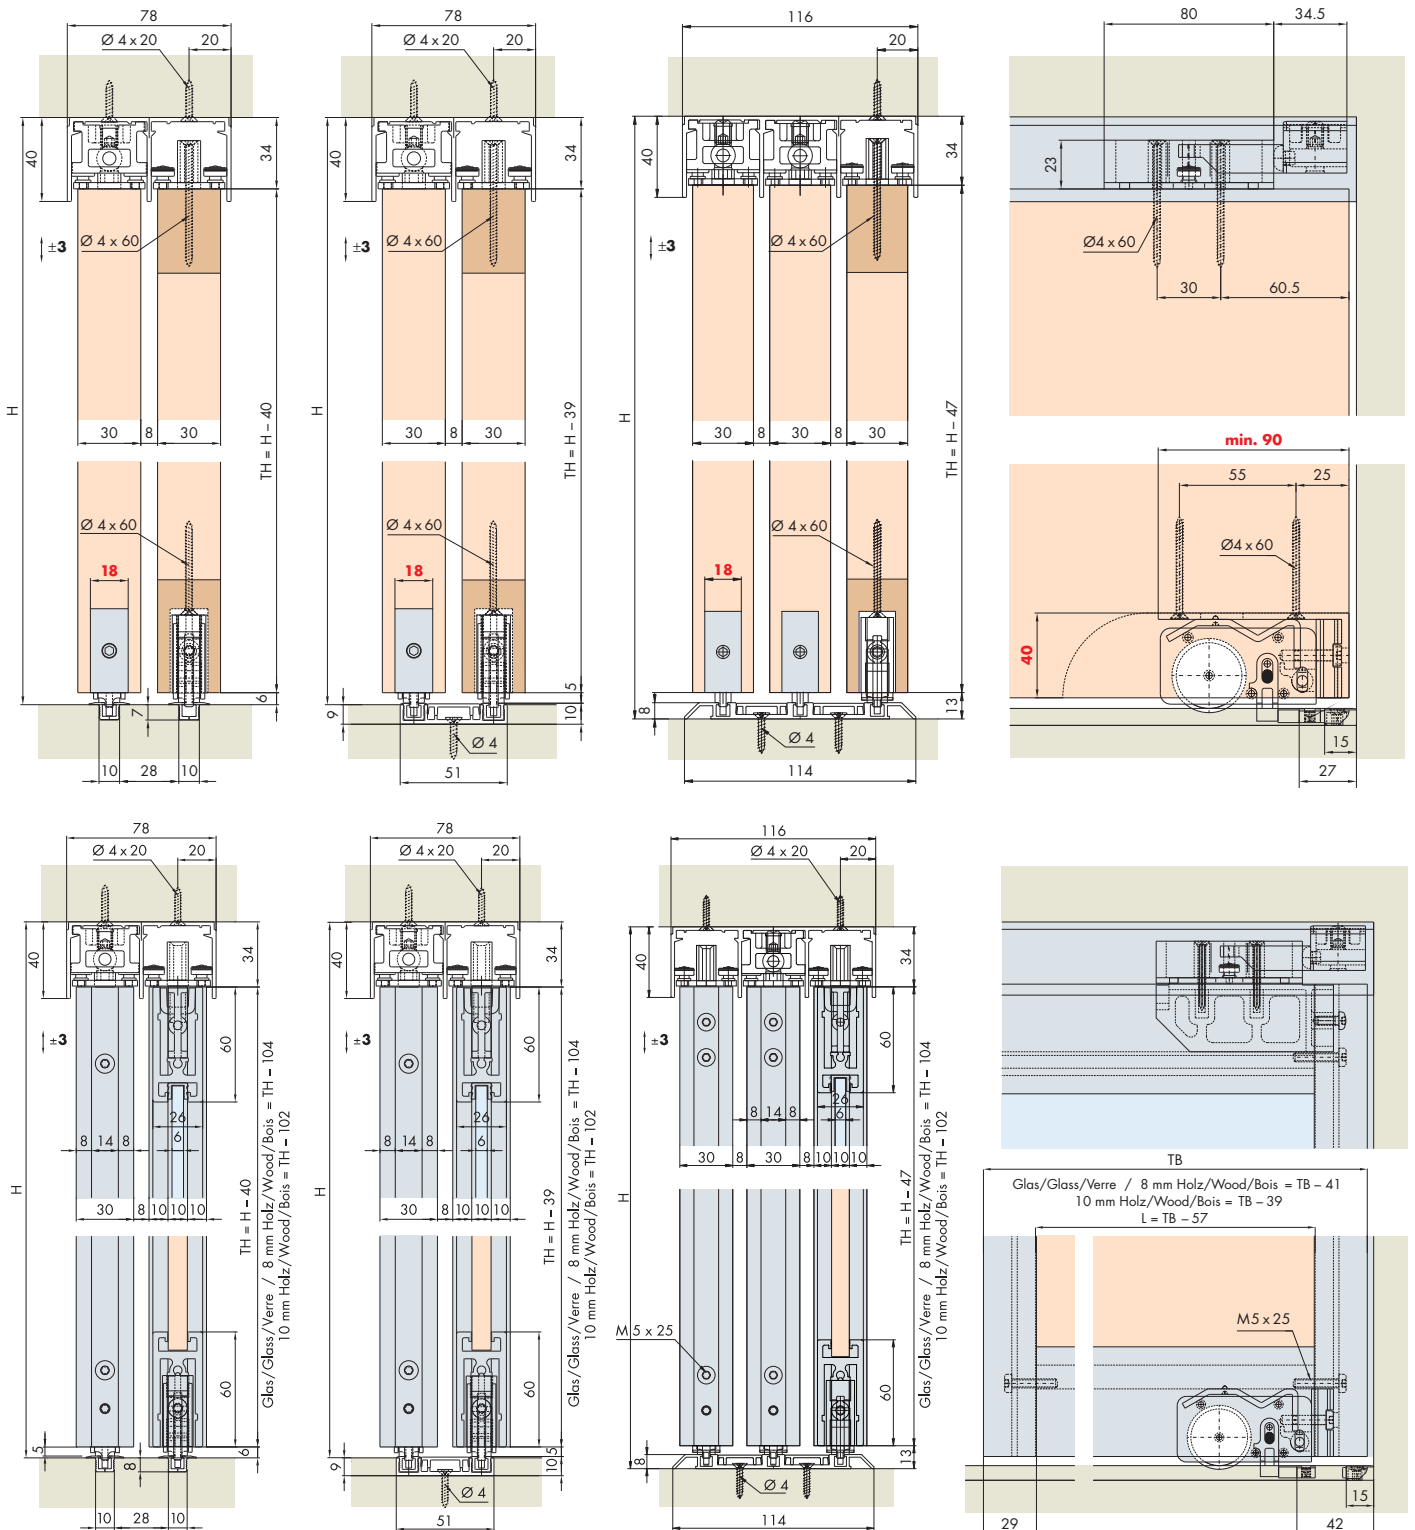 78
Ø 4 x 20
20
40
34
±3
Ø 4 x 60
H
TH = H – 40
30
8
30
Ø 4 x 60
18
6
7
10
28
10
78
Ø 4 x 20
20
40
34
±3
Ø 4 x 60
H
TH = H – 39
30
8
30
Ø 4 x 60
18
5
9
10
Ø 4
51
116
20
40
34
±3
Ø 4 x 60
H
TH = H – 47
30
8
30
8
30
Ø 4 x 60
18
8
13
Ø 4
114
80
34.5
23
Ø4 x 60
30
60.5
min. 90
55
25
Ø4 x 60
40
15
27
78
Ø 4 x 20
20
40
34
±3
60
26
8
14
8
6
H
30
8
10
10
10
TH = H – 40
Glas/Glass/Verre / 8 mm Holz/Wood/Bois = TH – 104
10 mm Holz/Wood/Bois = TH – 102
60
5
6
8
10
28
10
78
Ø 4 x 20
20
40
34
±3
60
26
8
14
8
6
H
30
8
10
10
10
TH = H – 39
Glas/Glass/Verre / 8 mm Holz/Wood/Bois = TH – 104
10 mm Holz/Wood/Bois = TH – 102
60
5
9
10
Ø 4
51
116
Ø 4 x 20
20
40
34
±3
60
26
8
14
8
6
H
30
8
30
8
10
10
10
TH = H – 47
Glas/Glass/Verre / 8 mm Holz/Wood/Bois = TH – 104
10 mm Holz/Wood/Bois = TH – 102
M 5 x 25
60
8
13
Ø 4
114
TB
Glas/Glass/Verre / 8 mm Holz/Wood/Bois = TB – 41
10 mm Holz/Wood/Bois = TB – 39
L = TB – 57
M5 x 25
15
29
42